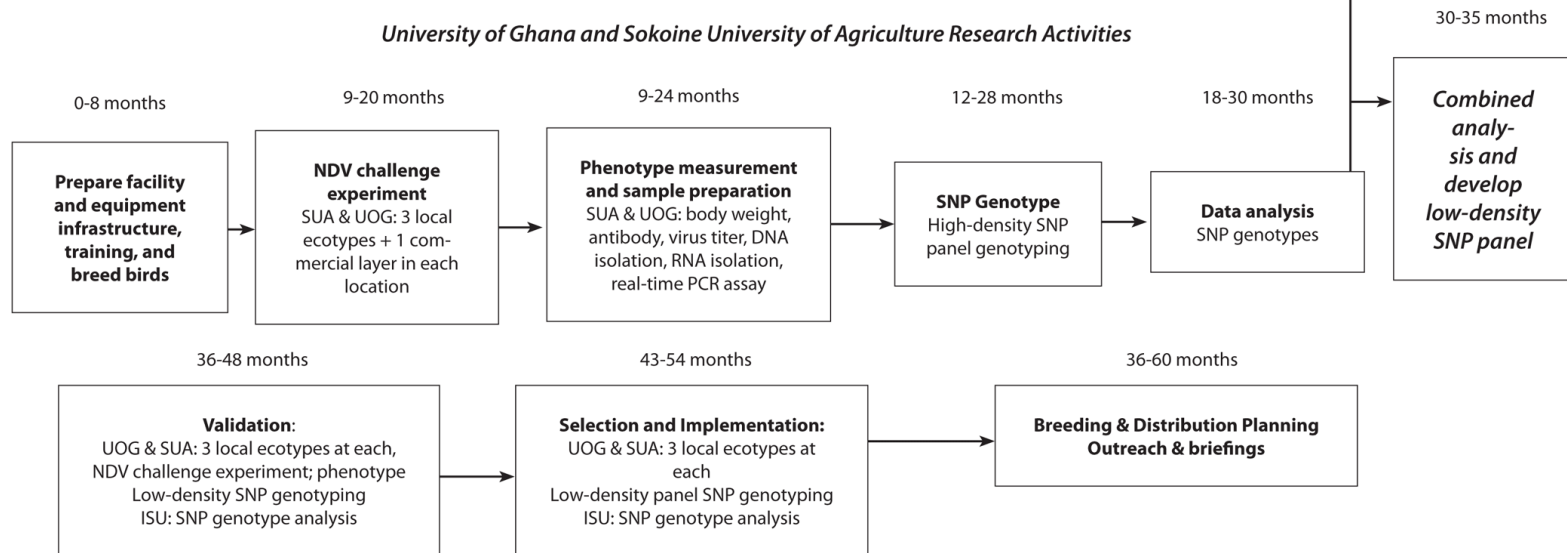 30-35 months
University of Ghana and Sokoine University of Agriculture Research Activities
0-8 months
Prepare facility
and equipment
infrastructure,
training, and
breed birds
9-20 months
NDV challenge
experiment
SUA & UOG: 3 local
ecotypes + 1 com-
mercial layer in each
location
9-24 months
Phenotype measurement
and sample preparation
SUA & UOG: body weight,
antibody, virus titer, DNA
isolation, RNA isolation,
real-time PCR assay
12-28 months
SNP Genotype
High-density SNP
panel genotyping
18-30 months
Data analysis
SNP genotypes
Combined
analy-
sis and
develop
low-density
SNP panel
36-48 months
Validation:
UOG & SUA: 3 local ecotypes at each,
NDV challenge experiment; phenotype
Low-density SNP genotyping
ISU: SNP genotype analysis
43-54 months
Selection and Implementation:
UOG & SUA: 3 local ecotypes at
each
Low-density panel SNP genotyping
ISU: SNP genotype analysis
36-60 months
Breeding & Distribution Planning
Outreach & briefings